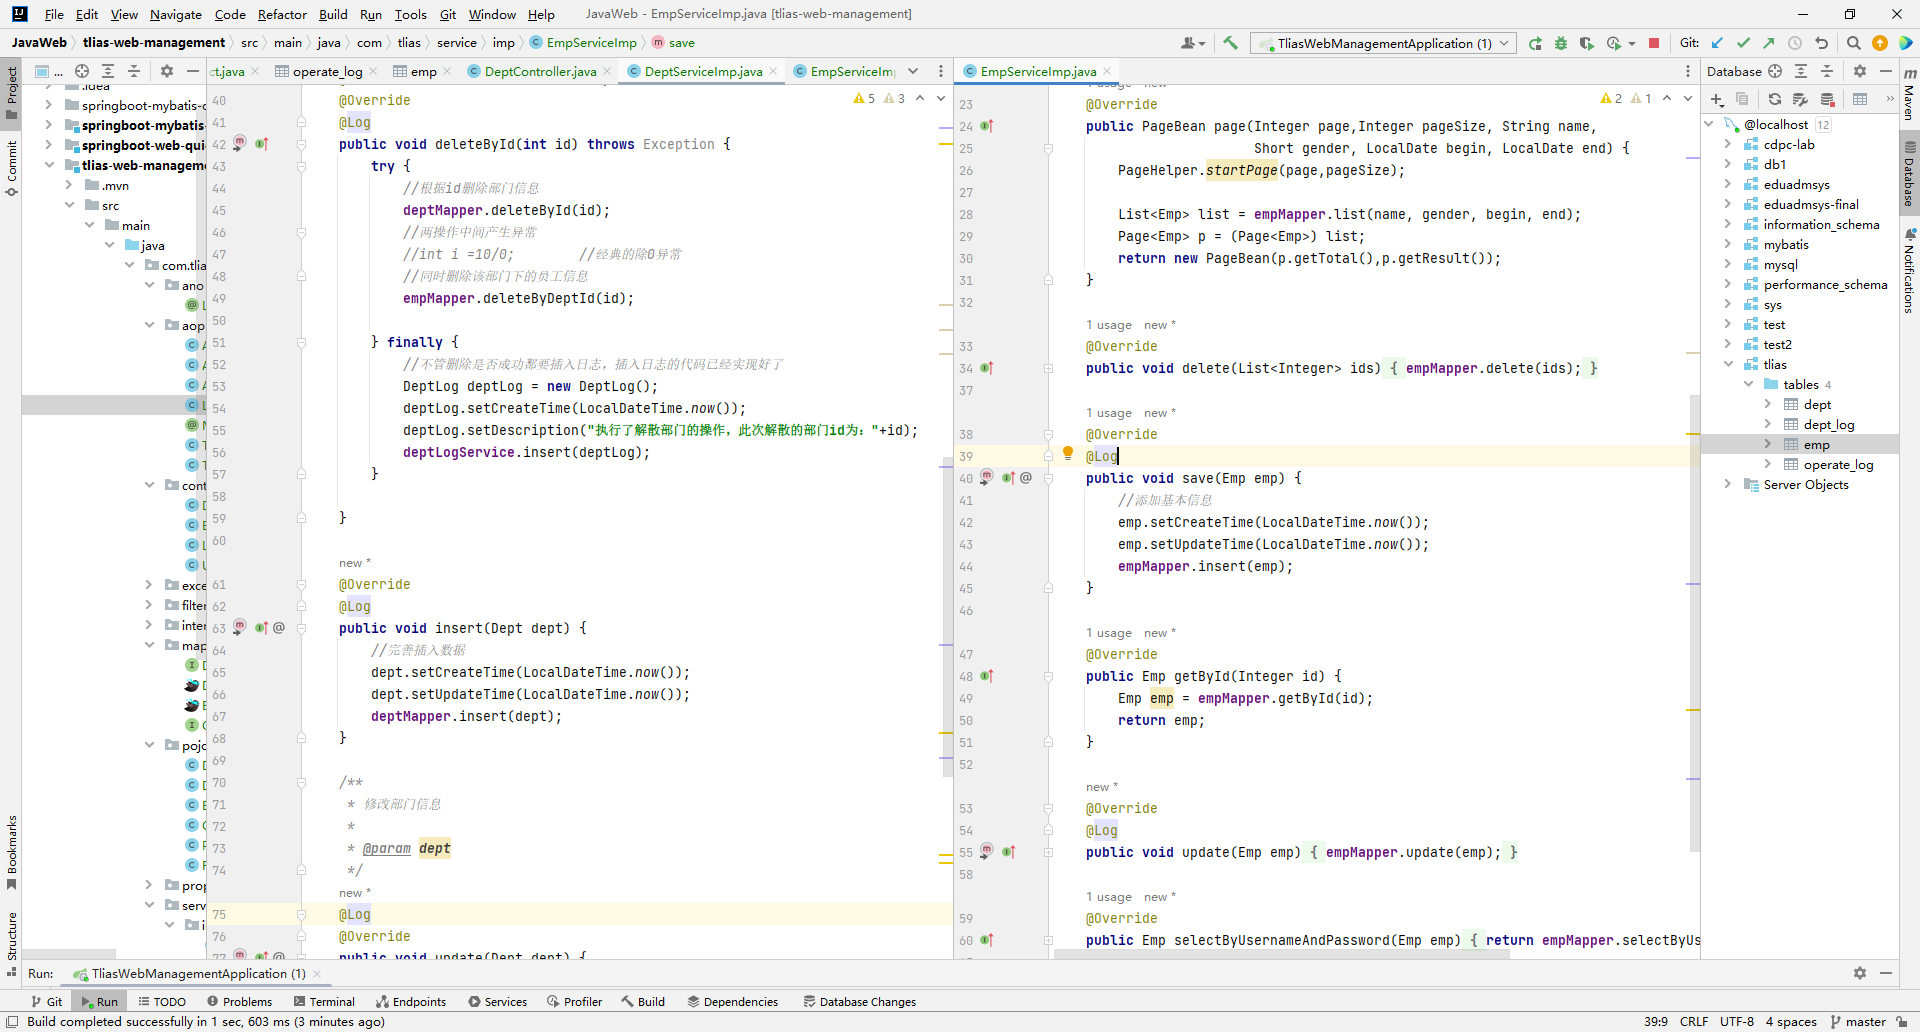 File Edit View Navigate Code Refactor Build Run Tools Git Window Help JavaWeb - EmpServiceImp.java [tlias-web-management]
JavaWeb tlias-web-management src main java com tlias service imp EmpServiceImp save
TliasWebManagementApplication (1) Git:
Project
Commit
Bookmarks
Structure
... 
.idea
springboot-mybatis-
springboot-mybatis
springboot-web-qui
tlias-web-manageme
.mvn
src
main
java
com.tlia
ano
aop
cont
exce
filter
inter
map
pojo
prop
serv
i
ct.java operate_log emp DeptController.java DeptServiceImp.java EmpServiceIm
5 3
40 @Override
41 @Log
42 public void deleteById(int id) throws Exception {
43 try {
44 //根据id删除部门信息
45 deptMapper.deleteById(id);
46 //两操作中间产生异常
47 //int i =10/0; //经典的除0异常
48 //同时删除该部门下的员工信息
49 empMapper.deleteByDeptId(id);
50
51 } finally {
52 //不管删除是否成功都要插入日志，插入日志的代码已经实现好了
53 DeptLog deptLog = new DeptLog();
54 deptLog.setCreateTime(LocalDateTime.now());
55 deptLog.setDescription("执行了解散部门的操作，此次解散的部门id为："+id);
56 deptLogService.insert(deptLog);
57 }
58
59 }
60
new *
61 @Override
62 @Log
63 public void insert(Dept dept) {
64 //完善插入数据
65 dept.setCreateTime(LocalDateTime.now());
66 dept.setUpdateTime(LocalDateTime.now());
67 deptMapper.insert(dept);
68 }
69
70 /**
71 * 修改部门信息
72 *
73 * @param dept
74 */
new *
75 @Log
76 @Override
77 public void update(Dept dept) {
EmpServiceImp.java
2 1
1 usage new *
23 @Override
24 public PageBean page(Integer page,Integer pageSize, String name,
25 Short gender, LocalDate begin, LocalDate end) {
26 PageHelper.startPage(page,pageSize);
27
28 List<Emp> list = empMapper.list(name, gender, begin, end);
29 Page<Emp> p = (Page<Emp>) list;
30 return new PageBean(p.getTotal(),p.getResult());
31 }
32
1 usage new *
33 @Override
34 public void delete(List<Integer> ids) { empMapper.delete(ids); }
37
1 usage new *
38 @Override
39 @Log
40 public void save(Emp emp) {
41 //添加基本信息
42 emp.setCreateTime(LocalDateTime.now());
43 emp.setUpdateTime(LocalDateTime.now());
44 empMapper.insert(emp);
45 }
46
1 usage new *
47 @Override
48 public Emp getById(Integer id) {
49 Emp emp = empMapper.getById(id);
50 return emp;
51 }
52
new *
53 @Override
54 @Log
55 public void update(Emp emp) { empMapper.update(emp); }
58
1 usage new *
59 @Override
60 public Emp selectByUsernameAndPassword(Emp emp) { return empMapper.selectByUs
Database
@localhost 12
cdpc-lab
db1
eduadmsys
eduadmsys-final
information_schema
mybatis
mysql
performance_schema
sys
test
test2
tlias
tables 4
dept
dept_log
emp
operate_log
Server Objects
Maven
Database
Notifications
Run: TliasWebManagementApplication (1)
Git Run TODO Problems Terminal Endpoints Services Profiler Build Dependencies Database Changes
Build completed successfully in 1 sec, 603 ms (3 minutes ago) 39:9 CRLF UTF-8 4 spaces master